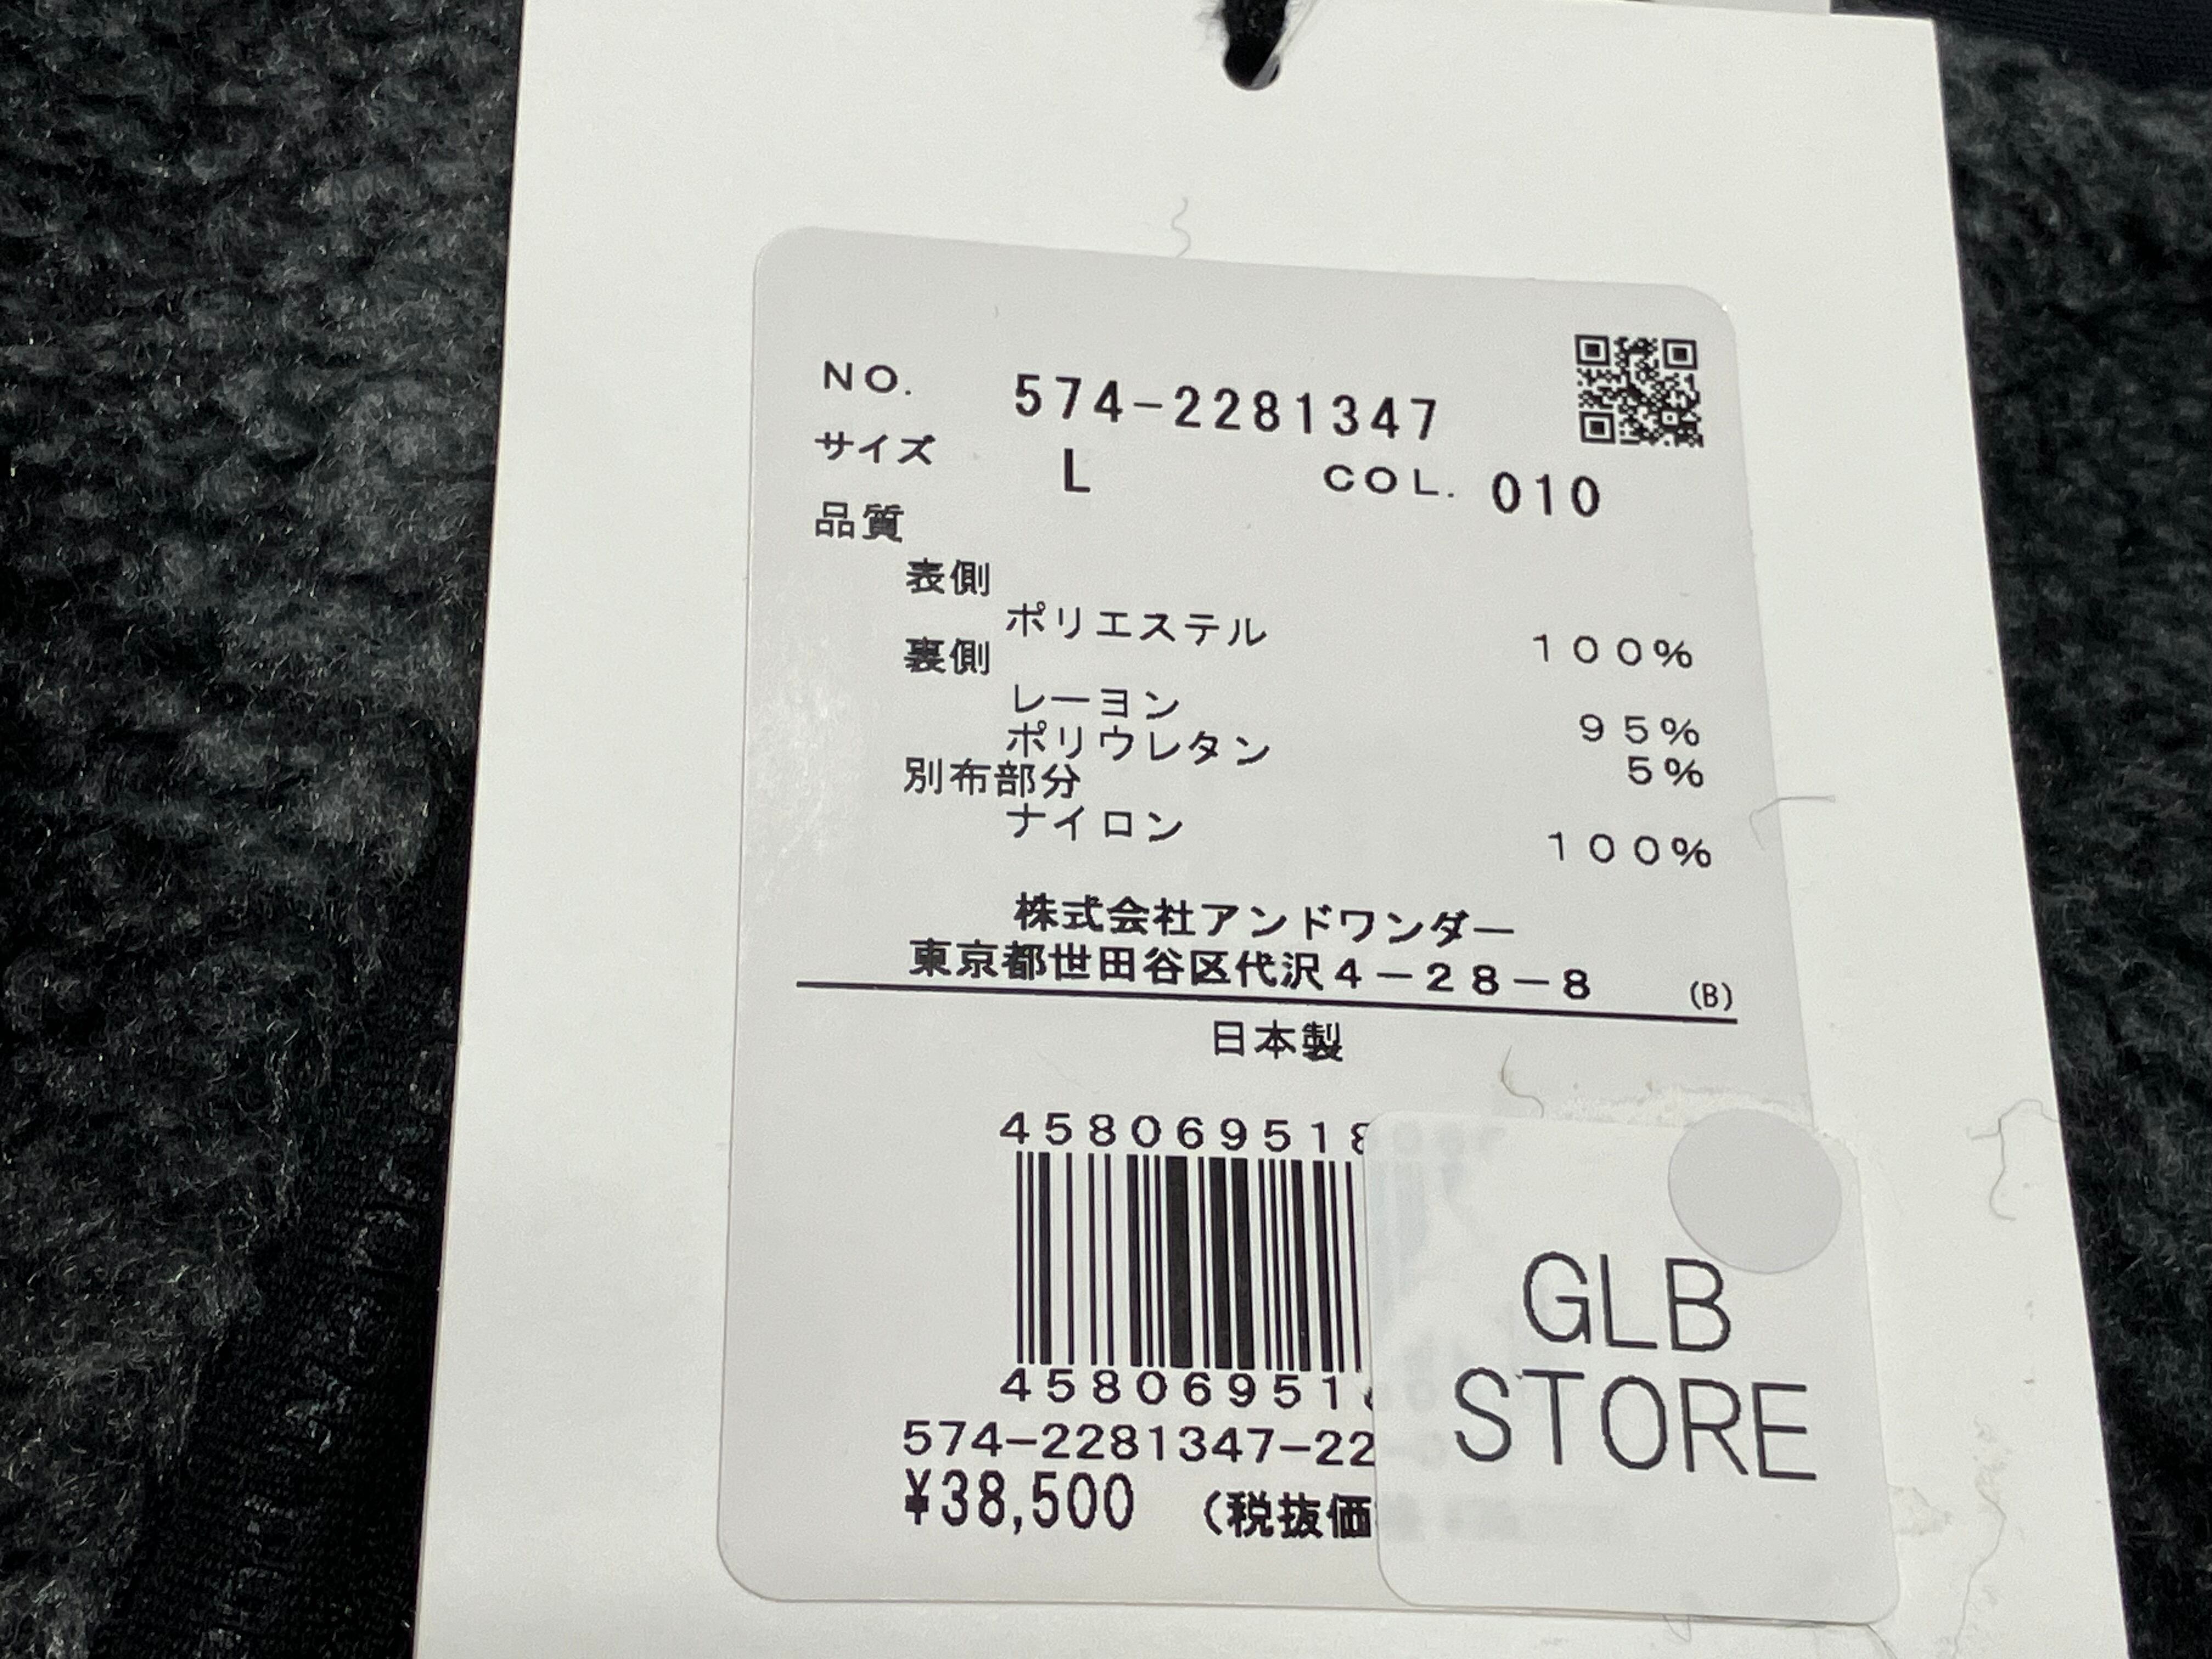 NO. 574-2281347
サイズ L COL. 010
品質
表側
ポリエステル 100%
裏側
レーヨン 95%
ポリウレタン 5%
別布部分
ナイロン 100%
株式会社アンドワンダー
東京都世田谷区代沢4-28-8 (B)
日本製
458069518
45806951
574-2281347-22
¥38,500 (税抜価
GLB
STORE